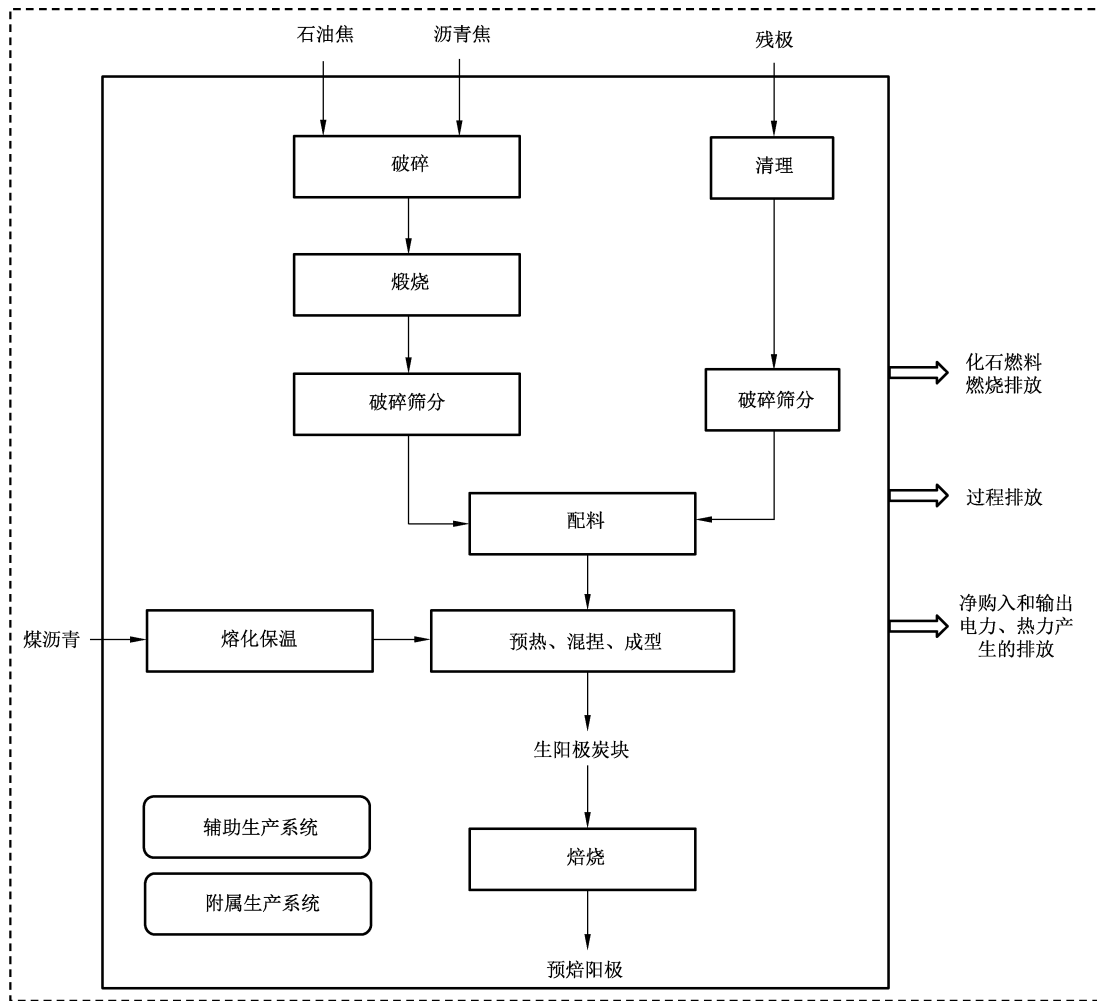 石油焦
沥青焦
残极
破碎
清理
煅烧
破碎筛分
破碎筛分
化石燃料
燃烧排放
配料
过程排放
煤沥青
熔化保温
预热、混捏、成型
净购入和输出
电力、热力产
生的排放
生阳极炭块
辅助生产系统
焙烧
附属生产系统
预焙阳极